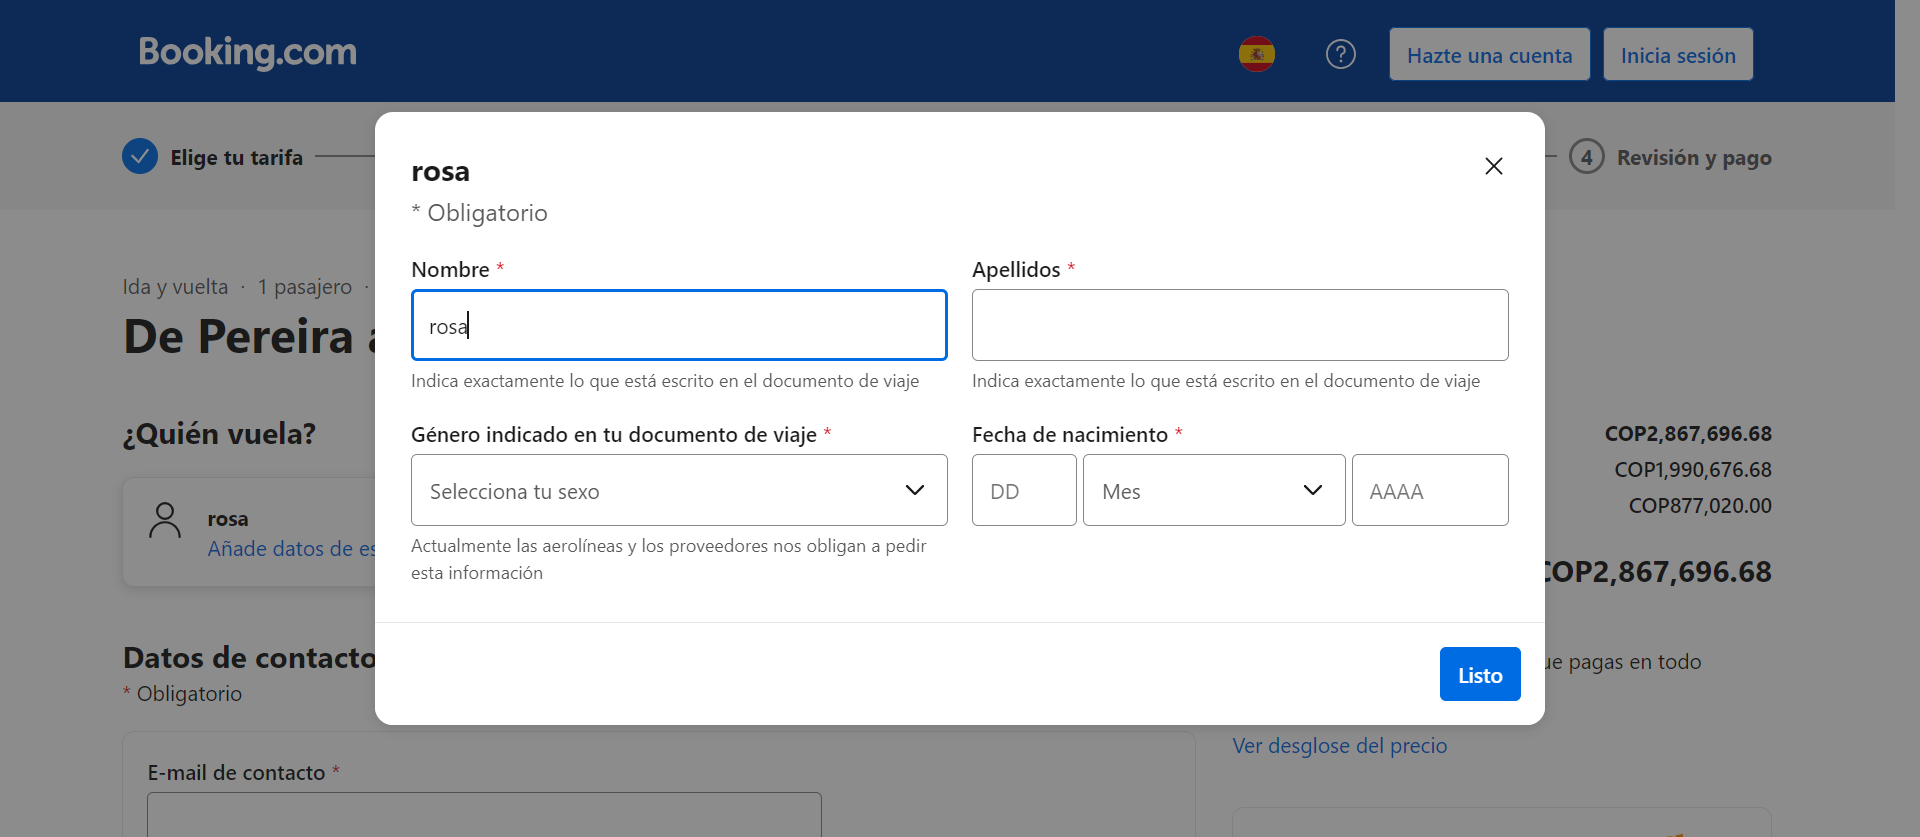 Booking.com
?
Hazte una cuenta
Inicia sesión
Elige tu tarifa
4 Revisión y pago
rosa
* Obligatorio
Nombre *
Apellidos *
rosa
Indica exactamente lo que está escrito en el documento de viaje
Indica exactamente lo que está escrito en el documento de viaje
Género indicado en tu documento de viaje *
Fecha de nacimiento *
Selecciona tu sexo
DD
Mes
AAAA
Actualmente las aerolíneas y los proveedores nos obligan a pedir
esta información
Listo
Ida y vuelta · 1 pasajero ·
De Pereira
¿Quién vuela?
rosa
Añade datos de
COP2,867,696.68
COP1,990,676.68
COP877,020.00
COP2,867,696.68
pagas en todo
Ver desglose del precio
Datos de contacto
* Obligatorio
E-mail de contacto *